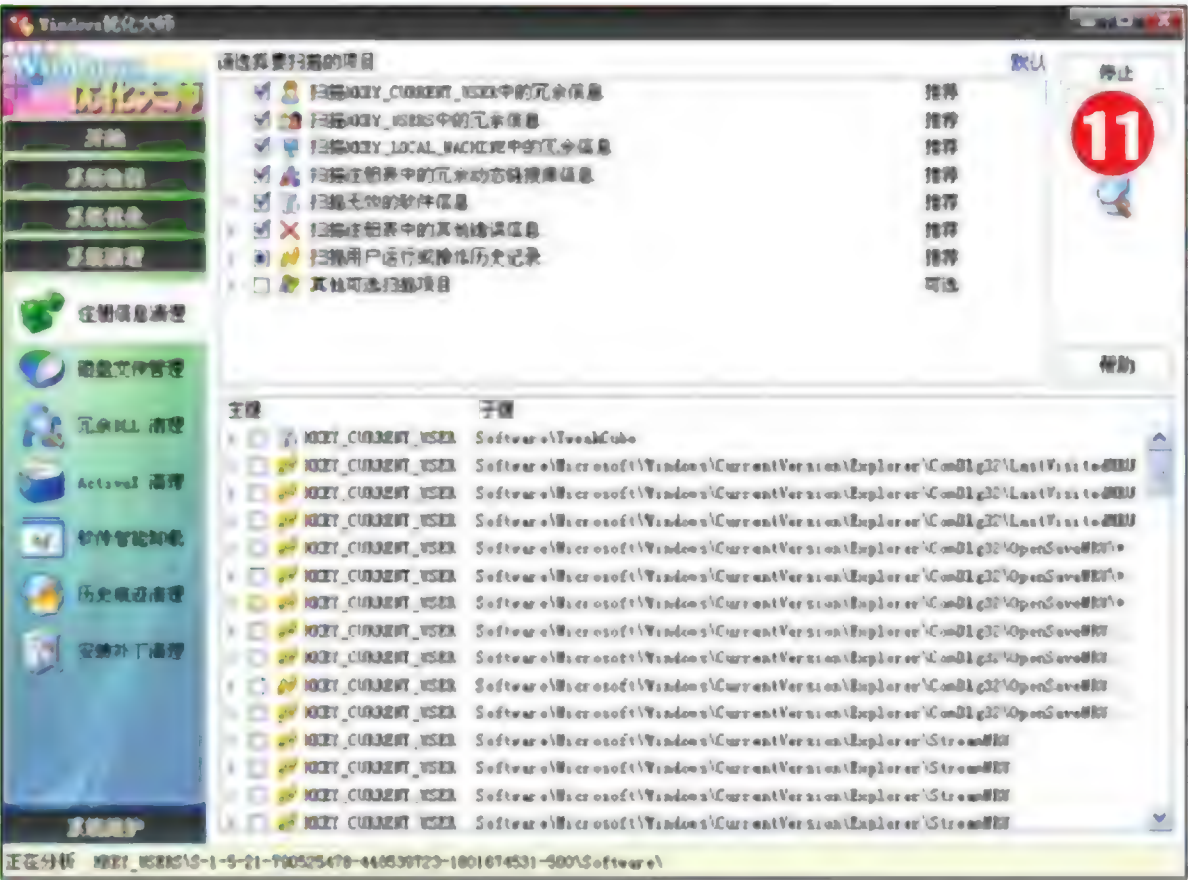 Windows优化大师
Windows
优化大师
开始
系统检测
系统优化
系统清理
注册信息清理
磁盘文件管理
冗余DLL 清理
ActiveX 清理
软件智能卸载
历史痕迹清理
安装补丁清理
系统维护
请选择要扫描的项目 默认
扫描HKEY_CURRENT_USER中的冗余信息 推荐
扫描HKEY_USERS中的冗余信息 推荐
扫描HKEY_LOCAL_MACHINE中的冗余信息 推荐
扫描注册表中的冗余动态链接库信息 推荐
扫描无效的软件信息 推荐
扫描注册表中的其他错误信息 推荐
扫描用户运行或操作历史记录 推荐
其他可选扫描项目 可选
停止
11
帮助
主键 子键
HKEY_CURRENT_USER Software\TweakCube
HKEY_CURRENT_USER Software\Microsoft\Windows\CurrentVersion\Explorer\ComDlg32\LastVisitedMRU
HKEY_CURRENT_USER Software\Microsoft\Windows\CurrentVersion\Explorer\ComDlg32\LastVisitedMRU
HKEY_CURRENT_USER Software\Microsoft\Windows\CurrentVersion\Explorer\ComDlg32\LastVisitedMRU
HKEY_CURRENT_USER Software\Microsoft\Windows\CurrentVersion\Explorer\ComDlg32\OpenSaveMRU\*
HKEY_CURRENT_USER Software\Microsoft\Windows\CurrentVersion\Explorer\ComDlg32\OpenSaveMRU\*
HKEY_CURRENT_USER Software\Microsoft\Windows\CurrentVersion\Explorer\ComDlg32\OpenSaveMRU\*
HKEY_CURRENT_USER Software\Microsoft\Windows\CurrentVersion\Explorer\ComDlg32\OpenSaveMRU
HKEY_CURRENT_USER Software\Microsoft\Windows\CurrentVersion\Explorer\ComDlg32\OpenSaveMRU
HKEY_CURRENT_USER Software\Microsoft\Windows\CurrentVersion\Explorer\ComDlg32\OpenSaveMRU
HKEY_CURRENT_USER Software\Microsoft\Windows\CurrentVersion\Explorer\ComDlg32\OpenSaveMRU
HKEY_CURRENT_USER Software\Microsoft\Windows\CurrentVersion\Explorer\StreamMRU
HKEY_CURRENT_USER Software\Microsoft\Windows\CurrentVersion\Explorer\StreamMRU
HKEY_CURRENT_USER Software\Microsoft\Windows\CurrentVersion\Explorer\StreamMRU
HKEY_CURRENT_USER Software\Microsoft\Windows\CurrentVersion\Explorer\StreamMRU
正在分析 HKEY_USERS\S-1-5-21-790525478-440539723-1801674531-500\Software\